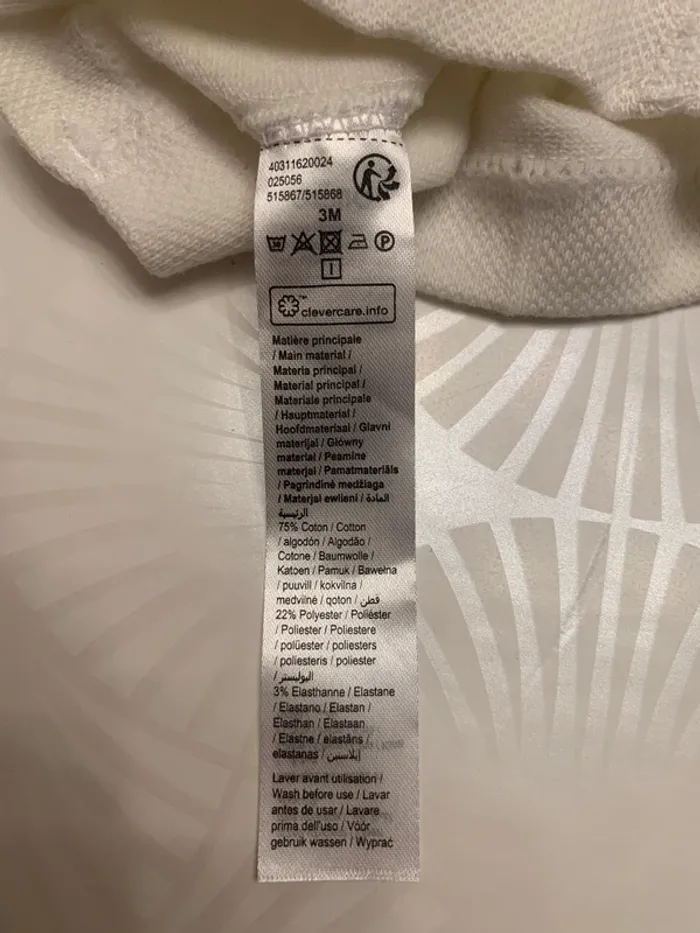 40311620024
025056
515867/515868
3M
30
P
I
clevercare.info
Matière principale
/ Main material /
Materia principal /
Material principal /
Materiale principale
/ Hauptmaterial /
Hoofdmateriaal / Glavni
materijal / Główny
materiał / Peamine
materjal / Pamatmateriāls
/ Pagrindinė medžiaga
/ Materjal ewlieni / المادة
الرئيسية
75% Coton / Cotton
/ algodón / Algodão /
Cotone / Baumwolle /
Katoen / Pamuk / Bawełna
/ puuvill / kokvilna /
medvilnė / qoton / قطن
22% Polyester / Poliéster
/ Poliester / Poliestere
/ polüester / poliesters
/ poliesteris / poliester
/ البوليستر
3% Elasthanne / Elastane
/ Elastano / Elastan /
Elasthan / Elastaan
/ Elastne / elastāns /
elastanas / إيلاستين
Laver avant utilisation /
Wash before use / Lavar
antes de usar / Lavare
prima dell'uso / Vóór
gebruik wassen / Wyprać